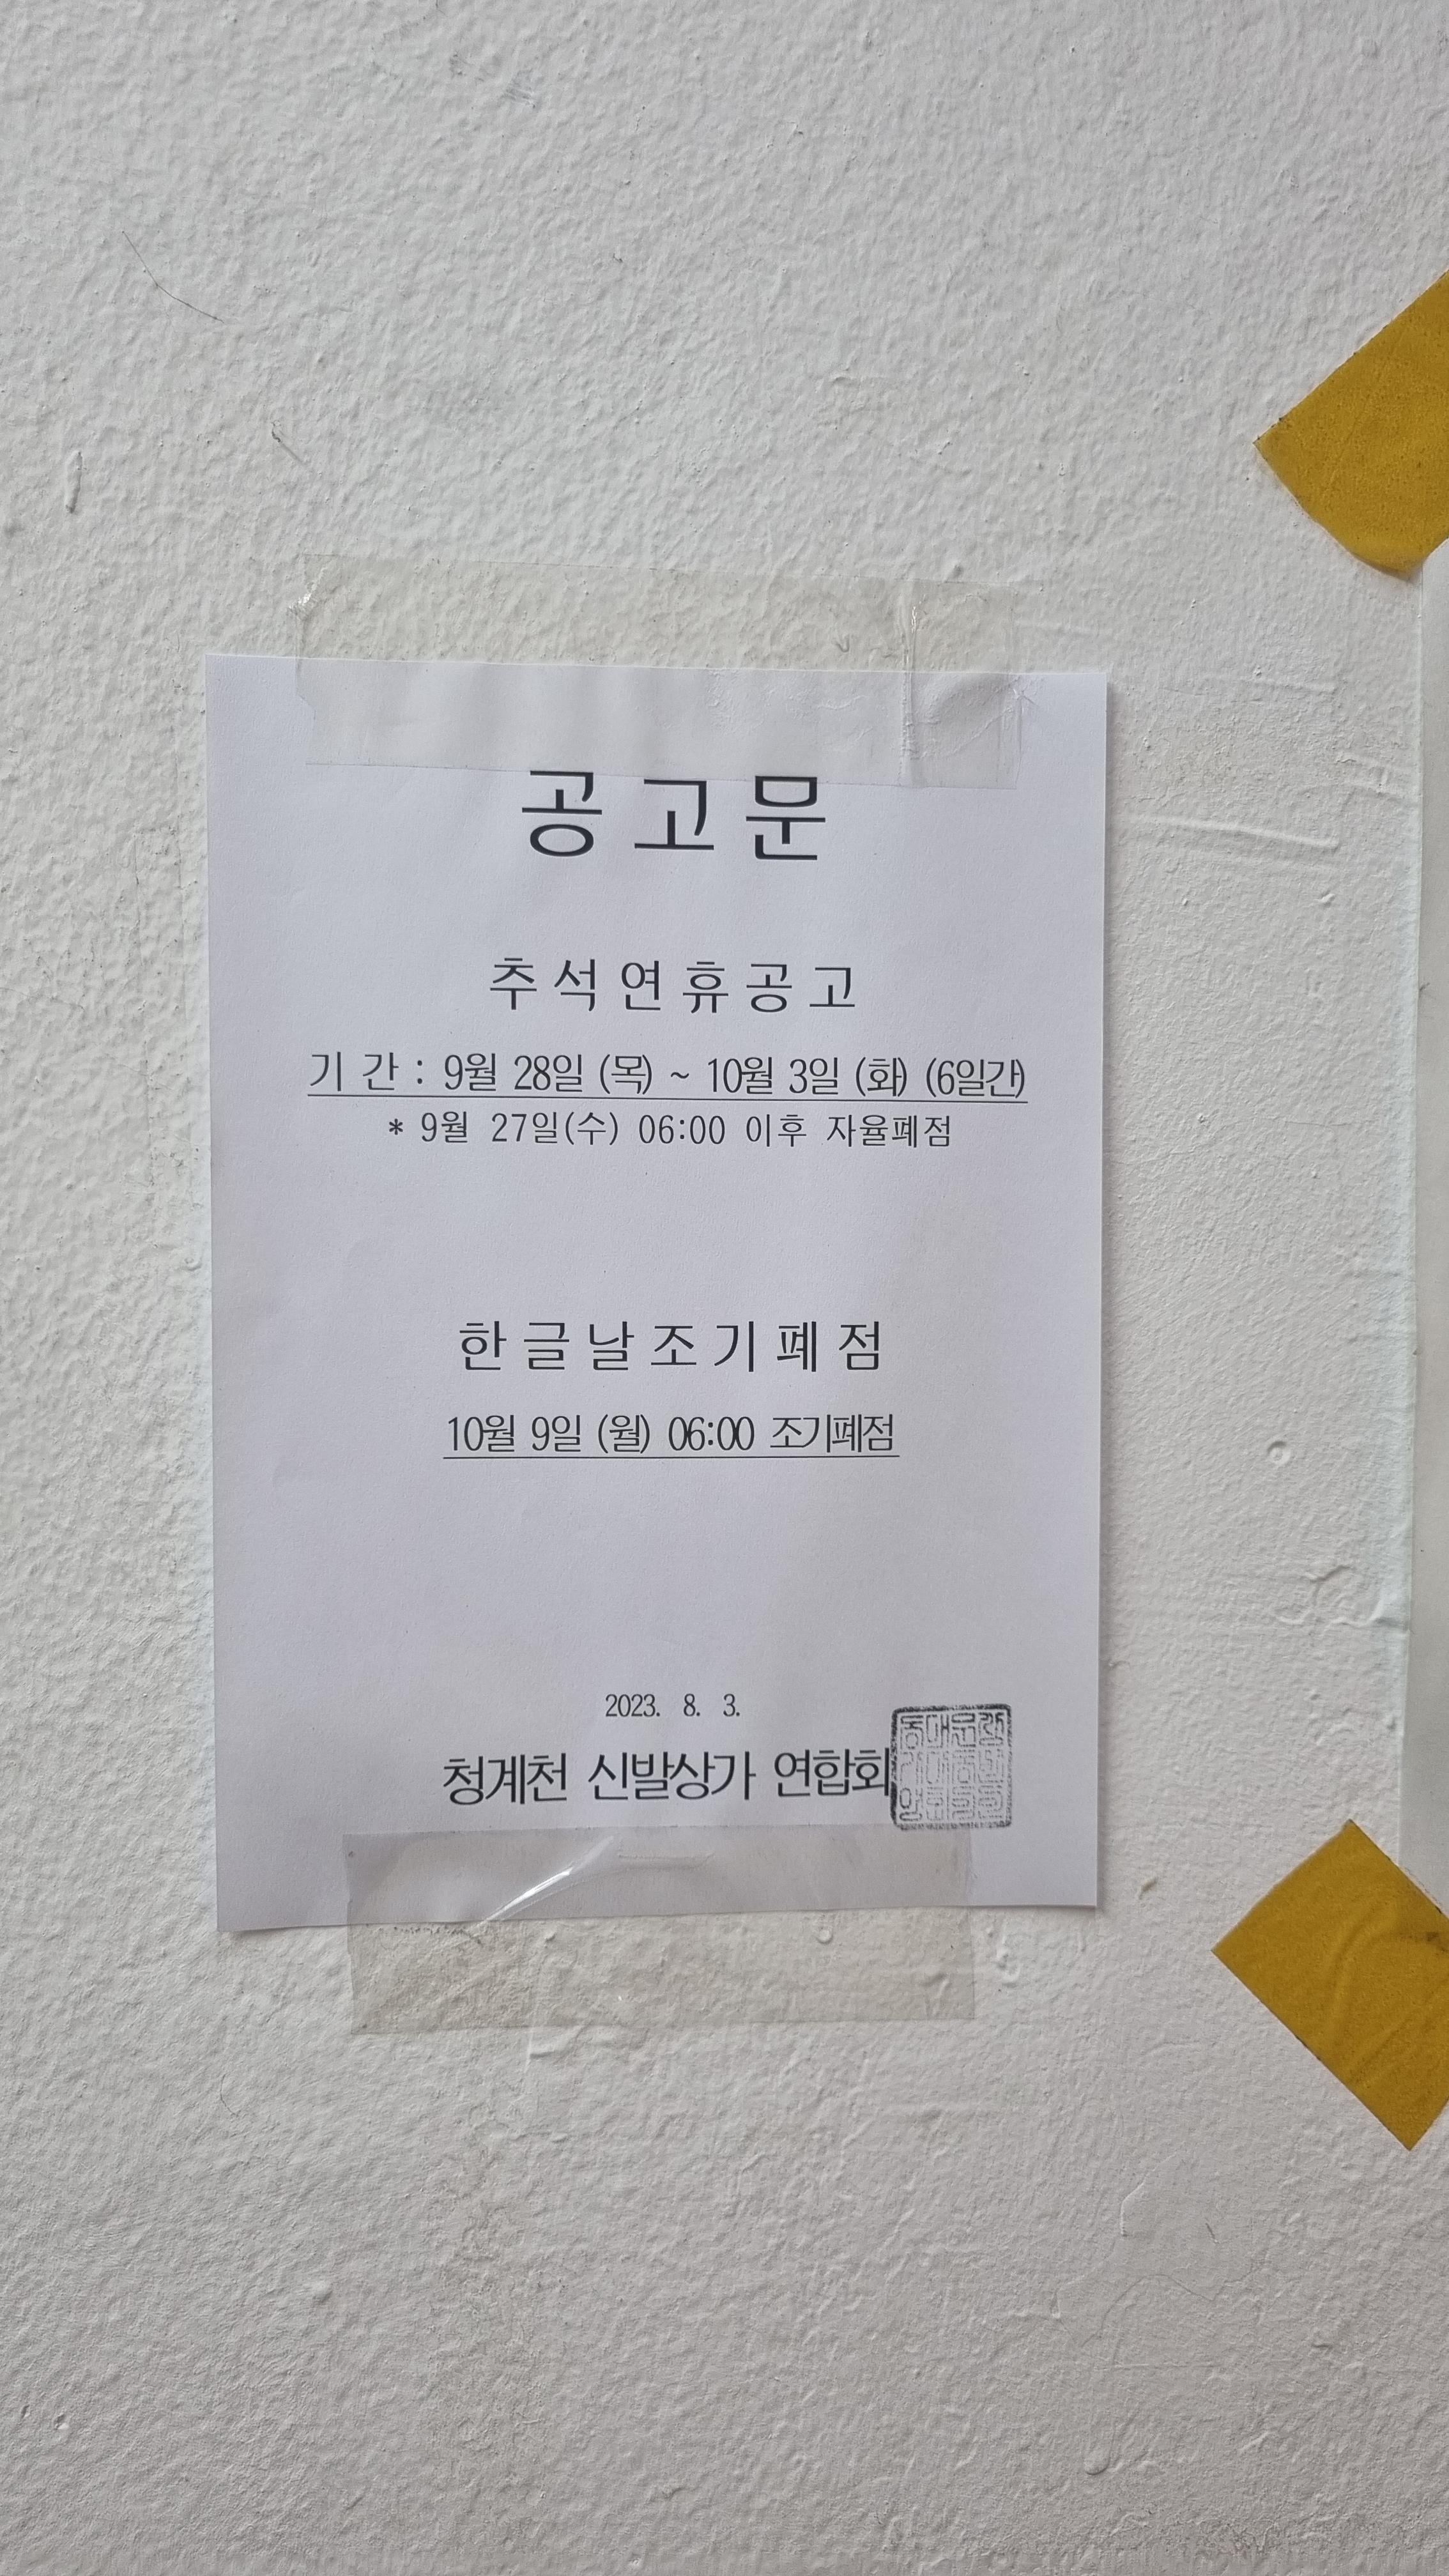 공고문
추석연휴공고
기 간 : 9월 28일 (목) ~ 10월 3일 (화) (6일간)
* 9월 27일(수) 06:00 이후 자율폐점
한글날조기폐점
10월 9일 (월) 06:00 조기폐점
2023. 8. 3.
청계천 신발상가 연합회